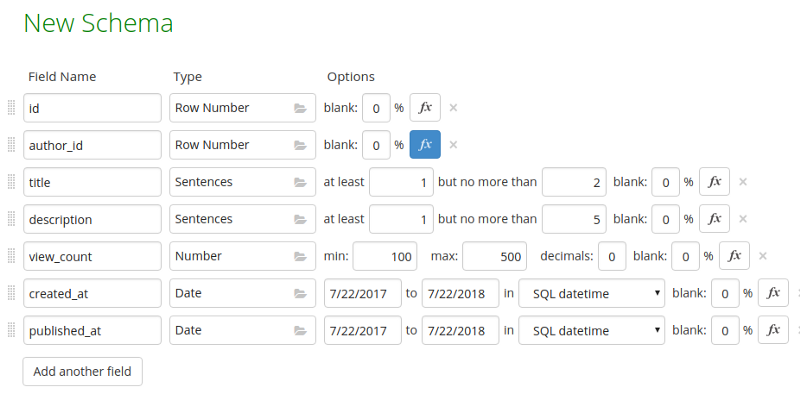 New Schema
Field Name Type Options
id Row Number blank: 0 % fx ×
author_id Row Number blank: 0 % fx ×
title Sentences at least 1 but no more than 2 blank: 0 % fx ×
description Sentences at least 1 but no more than 5 blank: 0 % fx ×
view_count Number min: 100 max: 500 decimals: 0 blank: 0 % fx ×
created_at Date 7/22/2017 to 7/22/2018 in SQL datetime blank: 0 % fx
published_at Date 7/22/2017 to 7/22/2018 in SQL datetime blank: 0 % fx
Add another field